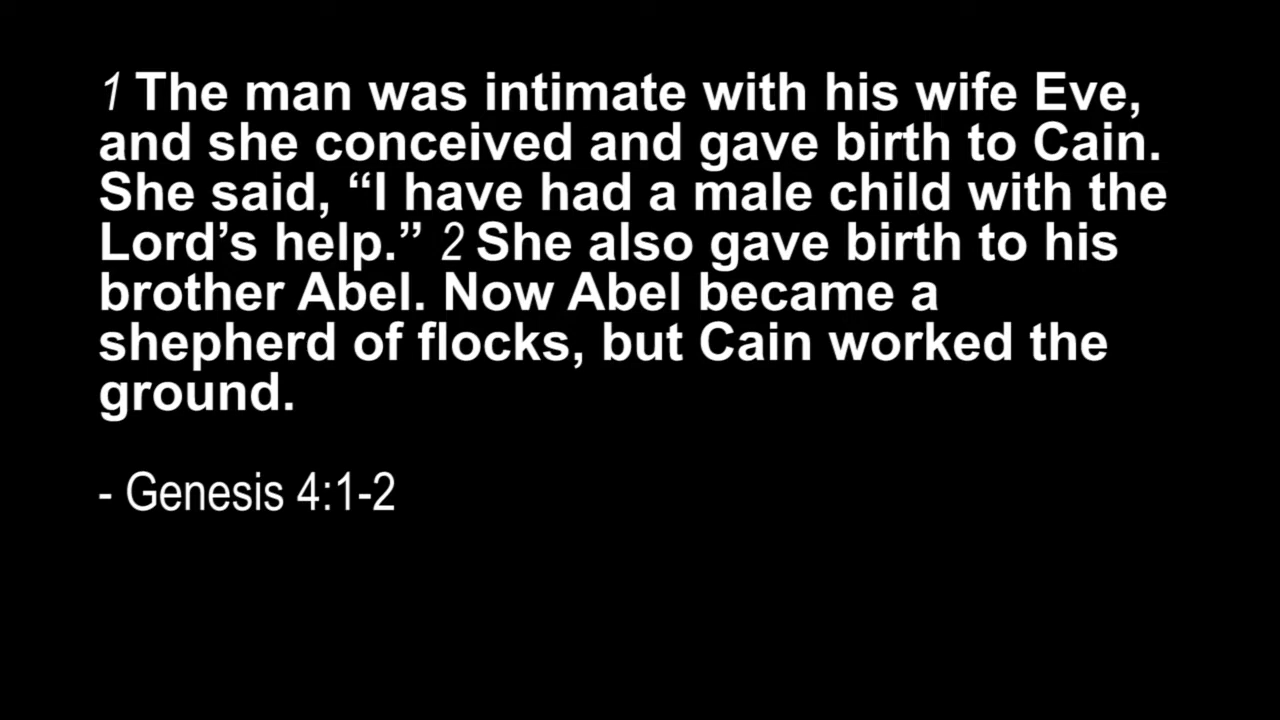 1 The man was intimate with his wife Eve,
and she conceived and gave birth to Cain.
She said, “I have had a male child with the
Lord’s help.” 2 She also gave birth to his
brother Abel. Now Abel became a
shepherd of flocks, but Cain worked the
ground.
- Genesis 4:1-2